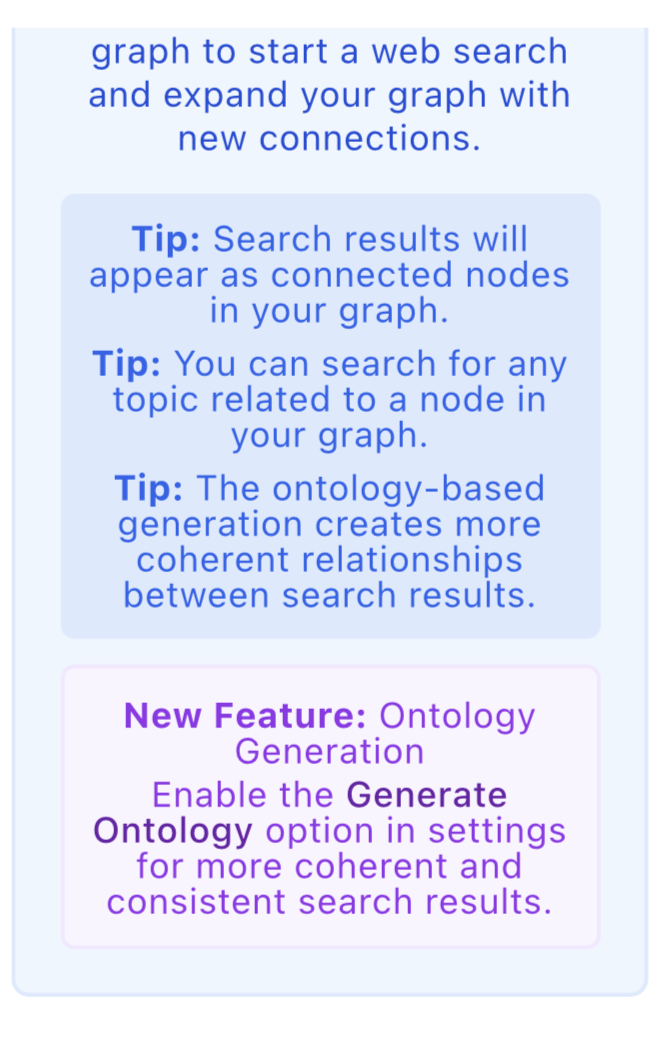 graph to start a web search
and expand your graph with
new connections.
Tip: Search results will
appear as connected nodes
in your graph.
Tip: You can search for any
topic related to a node in
your graph.
Tip: The ontology-based
generation creates more
coherent relationships
between search results.
New Feature: Ontology
Generation
Enable the Generate
Ontology option in settings
for more coherent and
consistent search results.